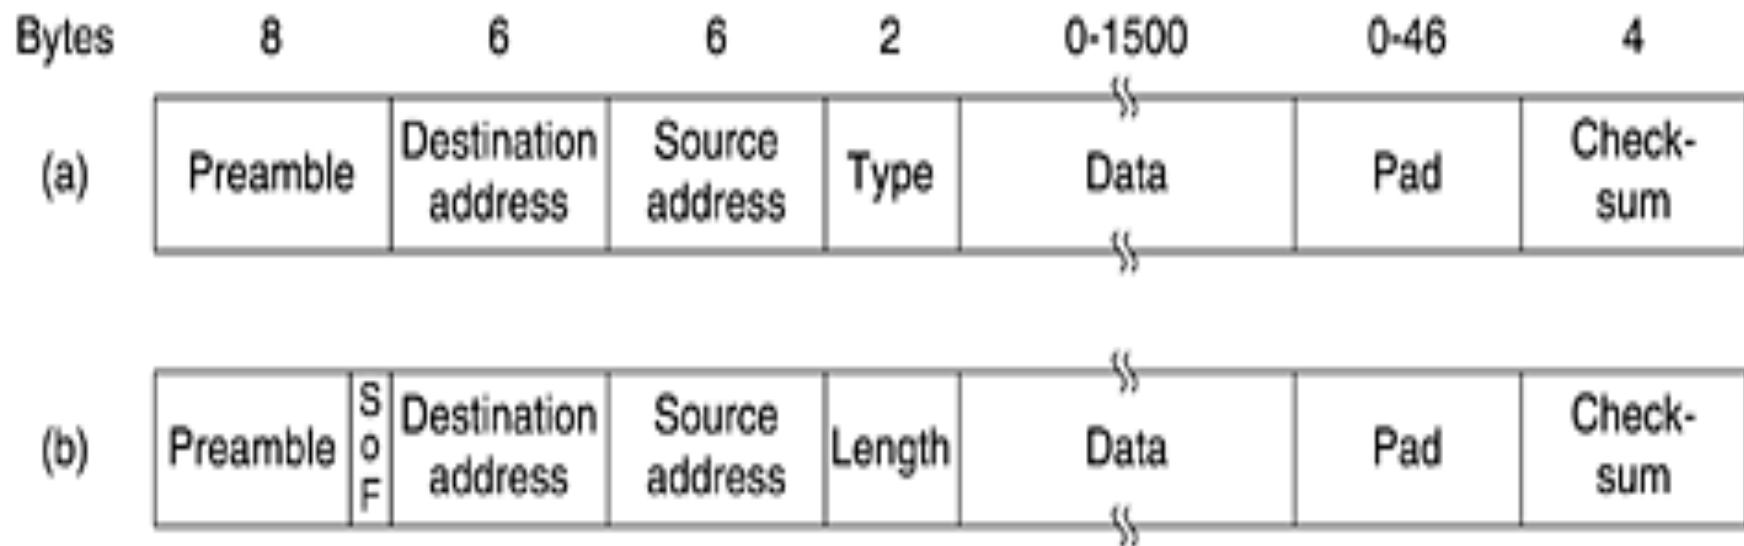 Bytes 8 6 6 2 0-1500 0-46 4
(a) Preamble Destination address Source address Type Data Pad Check-sum
(b) Preamble SoF Destination address Source address Length Data Pad Check-sum